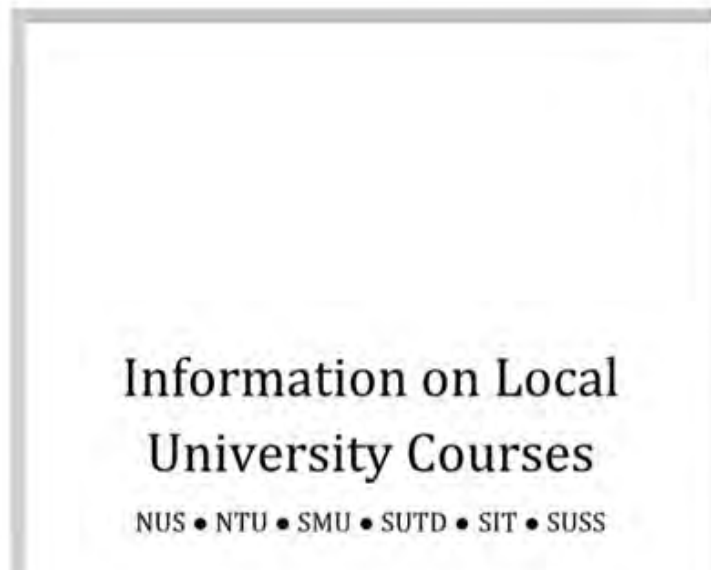 Information on Local
University Courses
NUS ● NTU ● SMU ● SUTD ● SIT ● SUSS